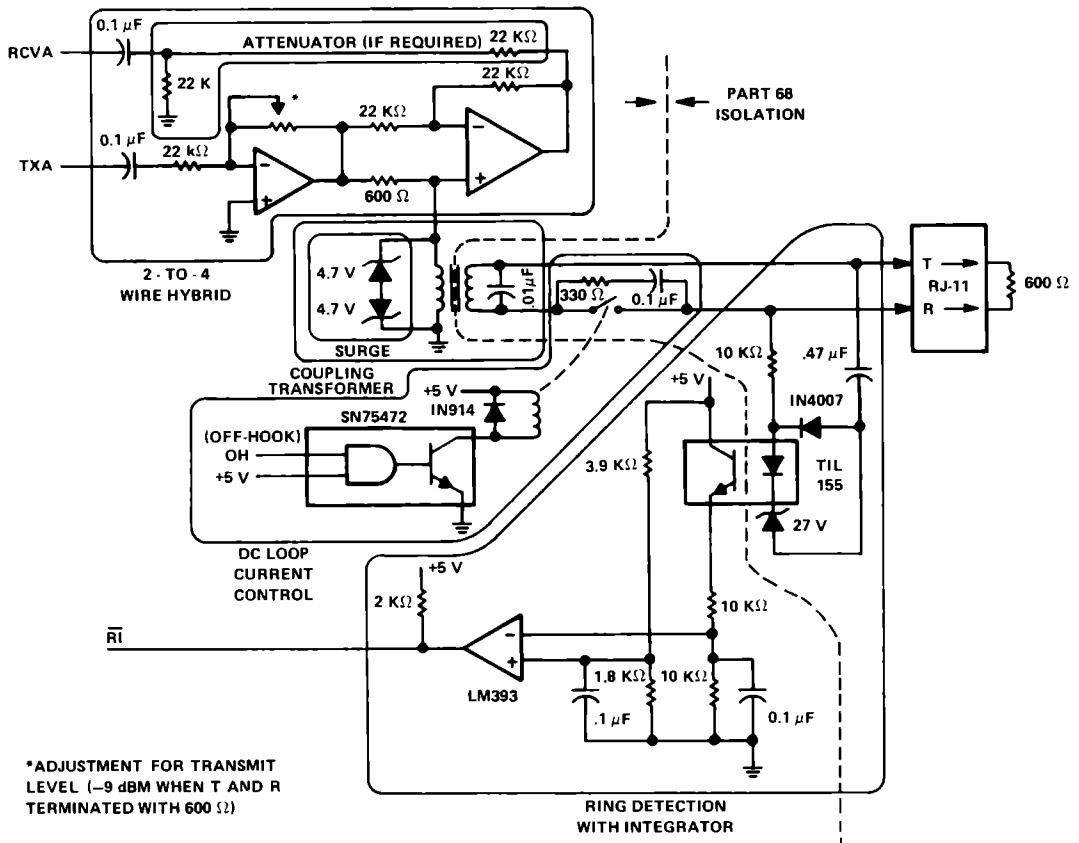 0.1 μF
RCVA
ATTENUATOR (IF REQUIRED)
22 KΩ
22 K
22 KΩ
*
22 KΩ
0.1 μF
22 kΩ
TXA
−
+
600 Ω
−
+
PART 68
ISOLATION
2 - TO - 4
WIRE HYBRID
4.7 V
4.7 V
SURGE
COUPLING
TRANSFORMER
.01μF
330 Ω
0.1 μF
T
RJ-11
R
600 Ω
10 KΩ
.47 μF
+5 V
IN914
SN75472
(OFF-HOOK)
OH
+5 V
DC LOOP
CURRENT
CONTROL
+5 V
3.9 KΩ
IN4007
TIL
155
27 V
+5 V
2 KΩ
10 KΩ
RI
−
+
LM393
1.8 KΩ
.1 μF
10 KΩ
0.1 μF
*ADJUSTMENT FOR TRANSMIT
LEVEL (−9 dBM WHEN T AND R
TERMINATED WITH 600 Ω)
RING DETECTION
WITH INTEGRATOR